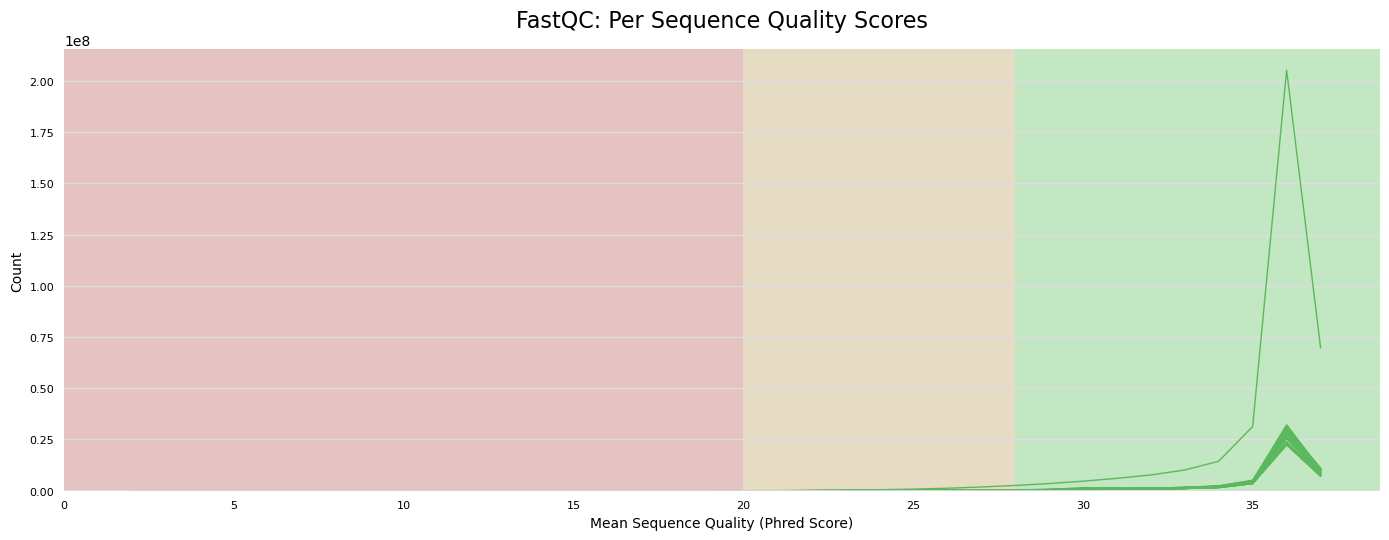 FastQC: Per Sequence Quality Scores
1e8
2.00
1.75
1.50
1.25
1.00
0.75
0.50
0.25
0.00
Count
0 5 10 15 20 25 30 35
Mean Sequence Quality (Phred Score)